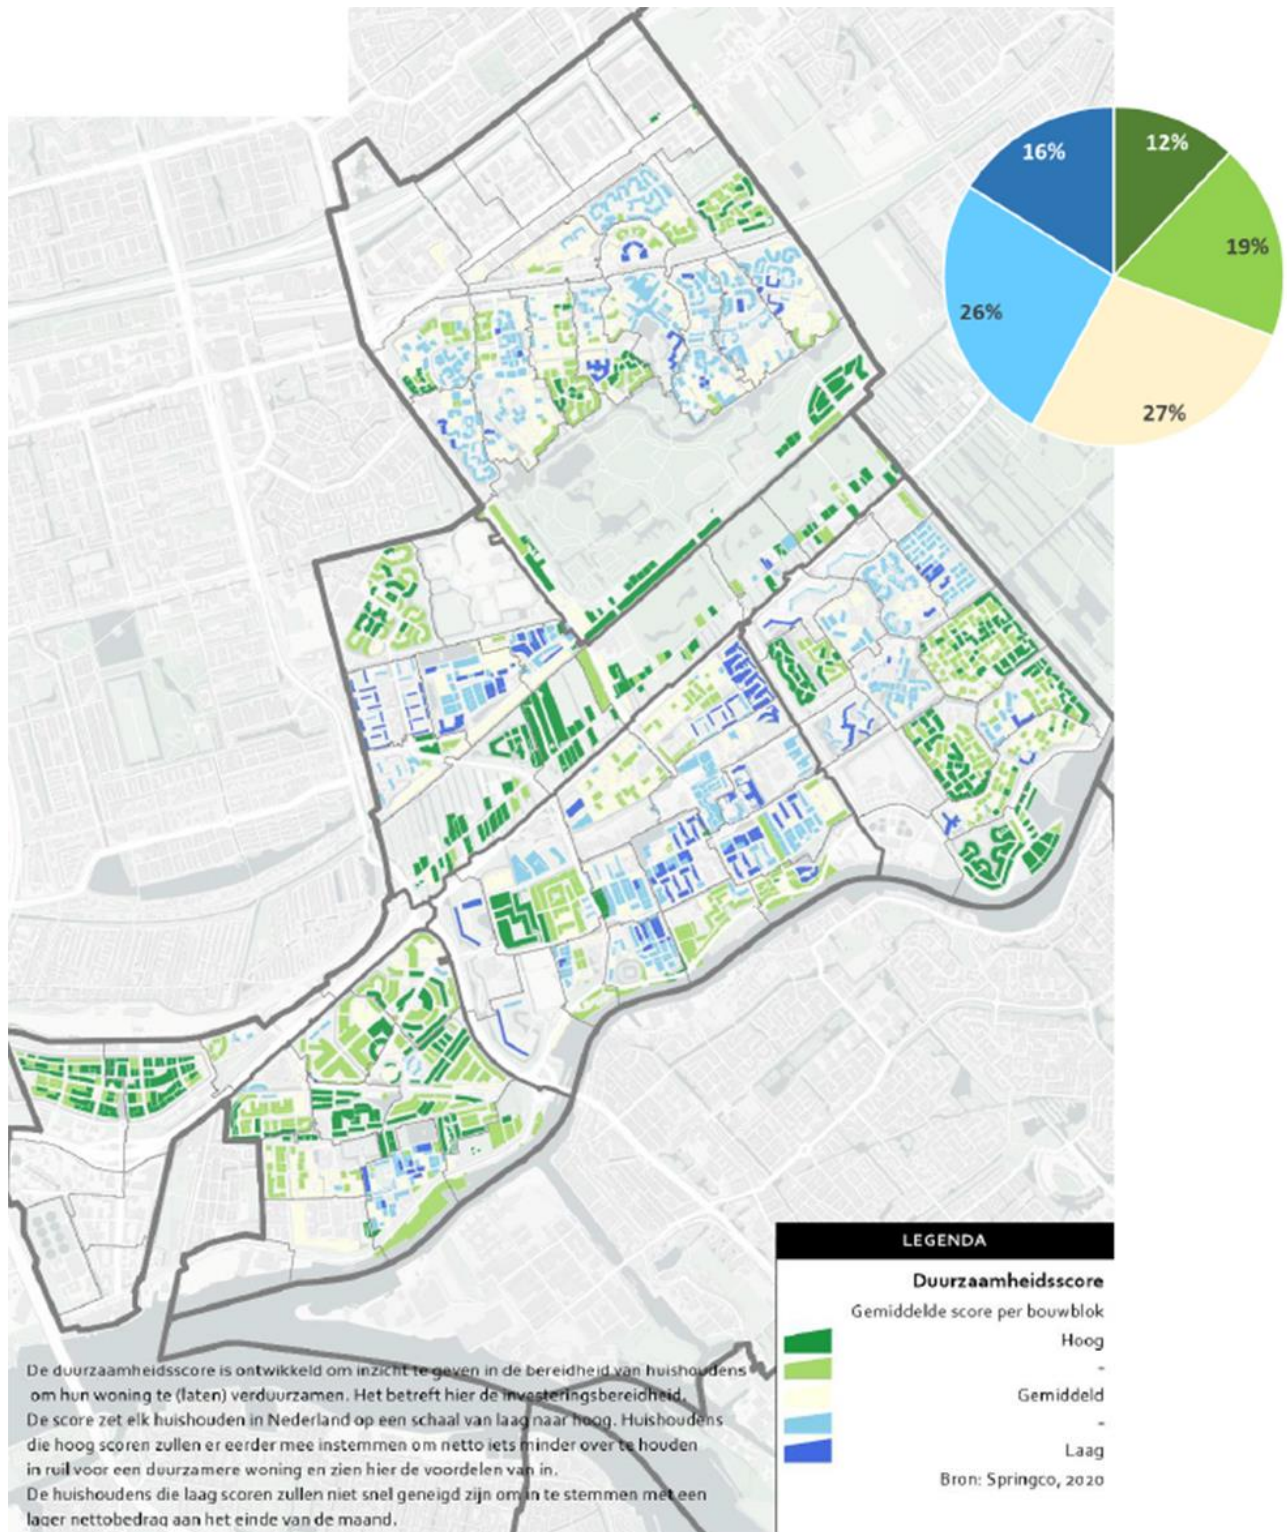 12%
19%
27%
26%
16%
LEGENDA
Duurzaamheidsscore
Gemiddelde score per bouwblok
Hoog
-
Gemiddeld
-
Laag
Bron: Springco, 2020
De duurzaamheidsscore is ontwikkeld om inzicht te geven in de bereidheid van huishoudens
om hun woning te (laten) verduurzamen. Het betreft hier de investeringsbereidheid.
De score zet elk huishouden in Nederland op een schaal van laag naar hoog. Huishoudens
die hoog scoren zullen er eerder mee instemmen om netto iets minder over te houden
in ruil voor een duurzamere woning en zien hier de voordelen van in.
De huishoudens die laag scoren zullen niet snel geneigd zijn om in te stemmen met een
lager nettobedrag aan het einde van de maand.